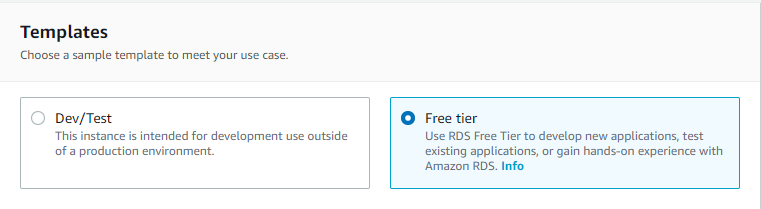 Templates
Choose a sample template to meet your use case.
Dev/Test
This instance is intended for development use outside
of a production environment.
Free tier
Use RDS Free Tier to develop new applications, test
existing applications, or gain hands-on experience with
Amazon RDS. Info